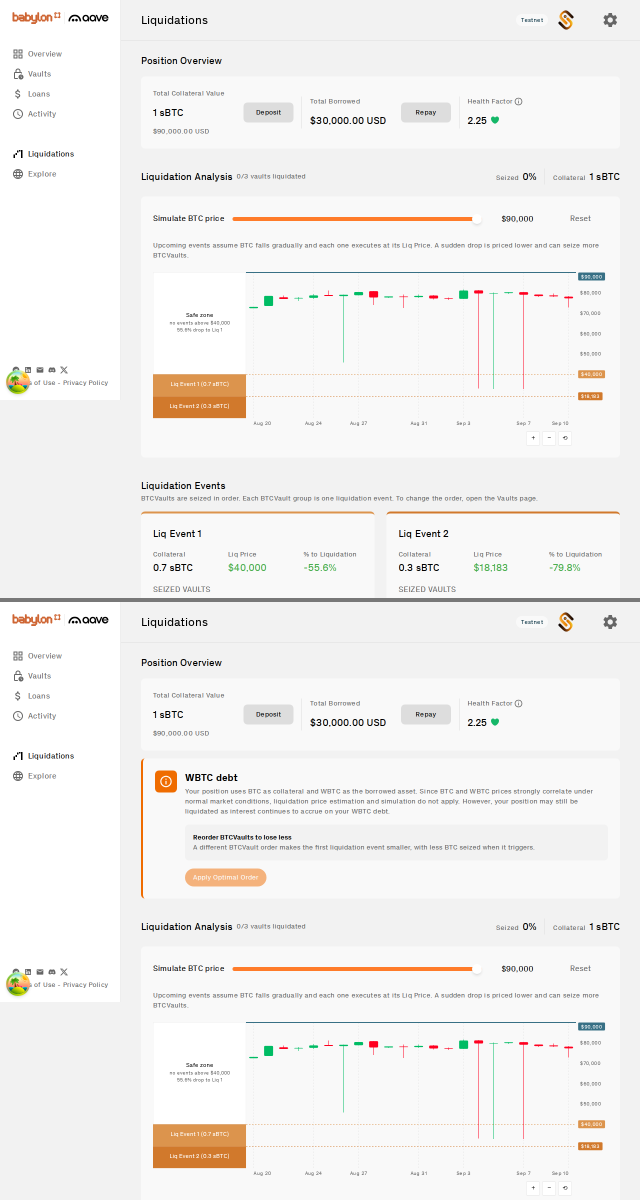 babylon aave
Liquidations
Testnet
Overview
Vaults
Loans
Activity
Liquidations
Explore
of Use - Privacy Policy
Position Overview
Total Collateral Value
1 sBTC
$90,000.00 USD
Deposit
Total Borrowed
$30,000.00 USD
Repay
Health Factor
2.25
Liquidation Analysis 0/3 vaults liquidated
Seized 0% Collateral 1 sBTC
Simulate BTC price $90,000 Reset
Upcoming events assume BTC falls gradually and each one executes at its Liq Price. A sudden drop is priced lower and can seize more
BTCVaults.
$90,000
$80,000
$70,000
$60,000
$50,000
$40,000
$18,183
Safe zone
no events above $40,000
55.6% drop to Liq 1
Liq Event 1 (0.7 sBTC)
Liq Event 2 (0.3 sBTC)
Aug 20 Aug 24 Aug 27 Aug 31 Sep 3 Sep 7 Sep 10
+ −
Liquidation Events
BTCVaults are seized in order. Each BTCVault group is one liquidation event. To change the order, open the Vaults page.
Liq Event 1
Collateral Liq Price % to Liquidation
0.7 sBTC $40,000 -55.6%
SEIZED VAULTS
Liq Event 2
Collateral Liq Price % to Liquidation
0.3 sBTC $18,183 -79.8%
SEIZED VAULTS
babylon aave
Liquidations
Testnet
Overview
Vaults
Loans
Activity
Liquidations
Explore
of Use - Privacy Policy
Position Overview
Total Collateral Value
1 sBTC
$90,000.00 USD
Deposit
Total Borrowed
$30,000.00 USD
Repay
Health Factor
2.25
WBTC debt
Your position uses BTC as collateral and WBTC as the borrowed asset. Since BTC and WBTC prices strongly correlate under
normal market conditions, liquidation price estimation and simulation do not apply. However, your position may still be
liquidated as interest continues to accrue on your WBTC debt.
Reorder BTCVaults to lose less
A different BTCVault order makes the first liquidation event smaller, with less BTC seized when it triggers.
Apply Optimal Order
Liquidation Analysis 0/3 vaults liquidated
Seized 0% Collateral 1 sBTC
Simulate BTC price $90,000 Reset
Upcoming events assume BTC falls gradually and each one executes at its Liq Price. A sudden drop is priced lower and can seize more
BTCVaults.
$90,000
$80,000
$70,000
$60,000
$50,000
$40,000
$18,183
Safe zone
no events above $40,000
55.6% drop to Liq 1
Liq Event 1 (0.7 sBTC)
Liq Event 2 (0.3 sBTC)
Aug 20 Aug 24 Aug 27 Aug 31 Sep 3 Sep 7 Sep 10
+ −